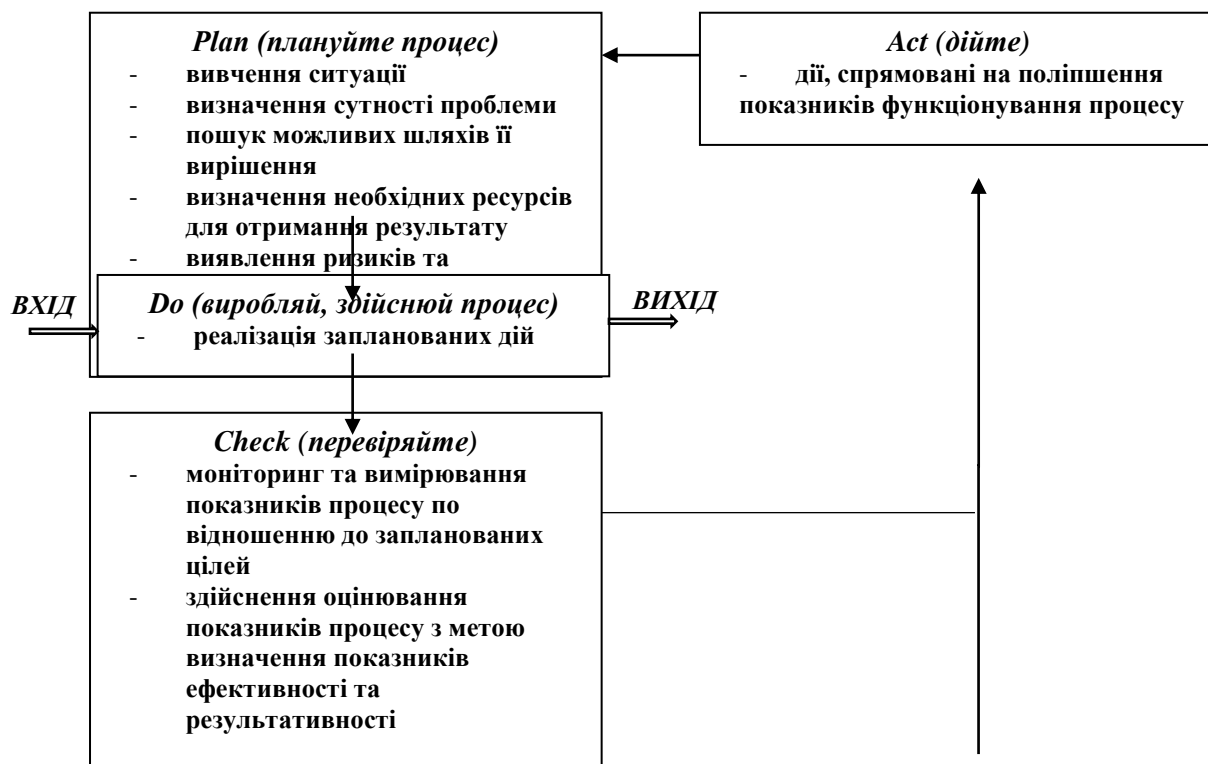 Plan (плануйте процес)
- вивчення ситуації
- визначення сутності проблеми
- пошук можливих шляхів її
вирішення
- визначення необхідних ресурсів
для отримання результату
- виявлення ризиків та
Act (дійте)
- дії, спрямовані на поліпшення
показників функціонування процесу
ВХІД
Do (виробляй, здійснюй процес)
- реалізація запланованих дій
ВИХІД
Check (перевіряйте)
- моніторинг та вимірювання
показників процесу по
відношенню до запланованих
цілей
- здійснення оцінювання
показників процесу з метою
визначення показників
ефективності та
результативності